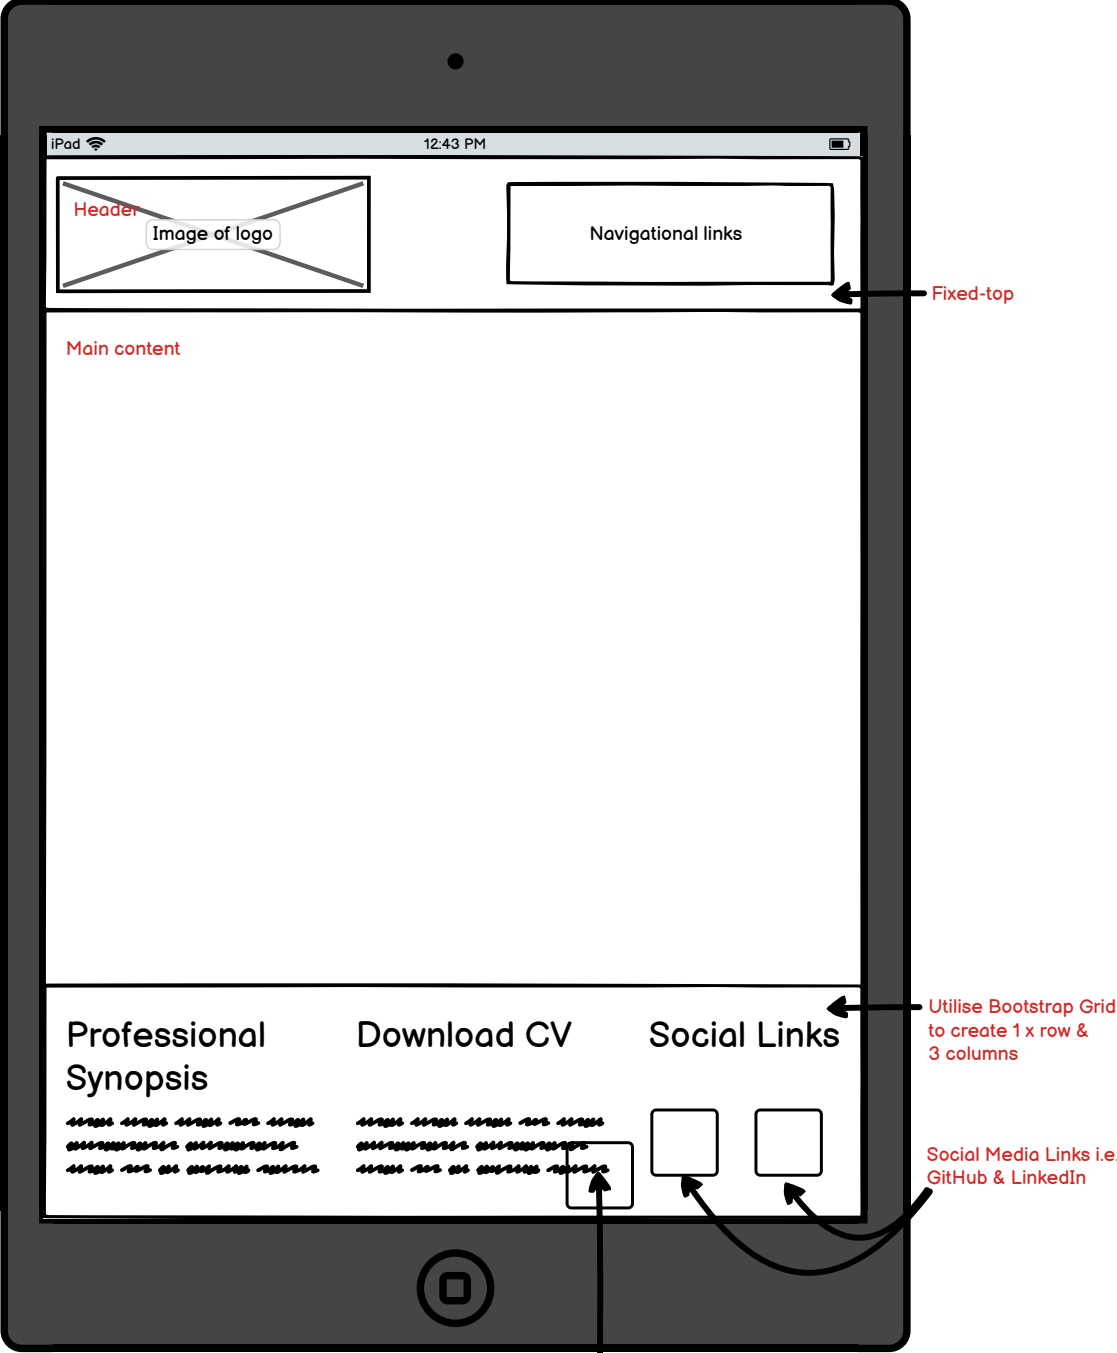 iPad
12:43 PM
Header
Image of logo
Navigational links
Fixed-top
Main content
Utilise Bootstrap Grid
to create 1 x row &
3 columns
Professional
Synopsis
Download CV
Social Links
Social Media Links i.e.
GitHub & LinkedIn